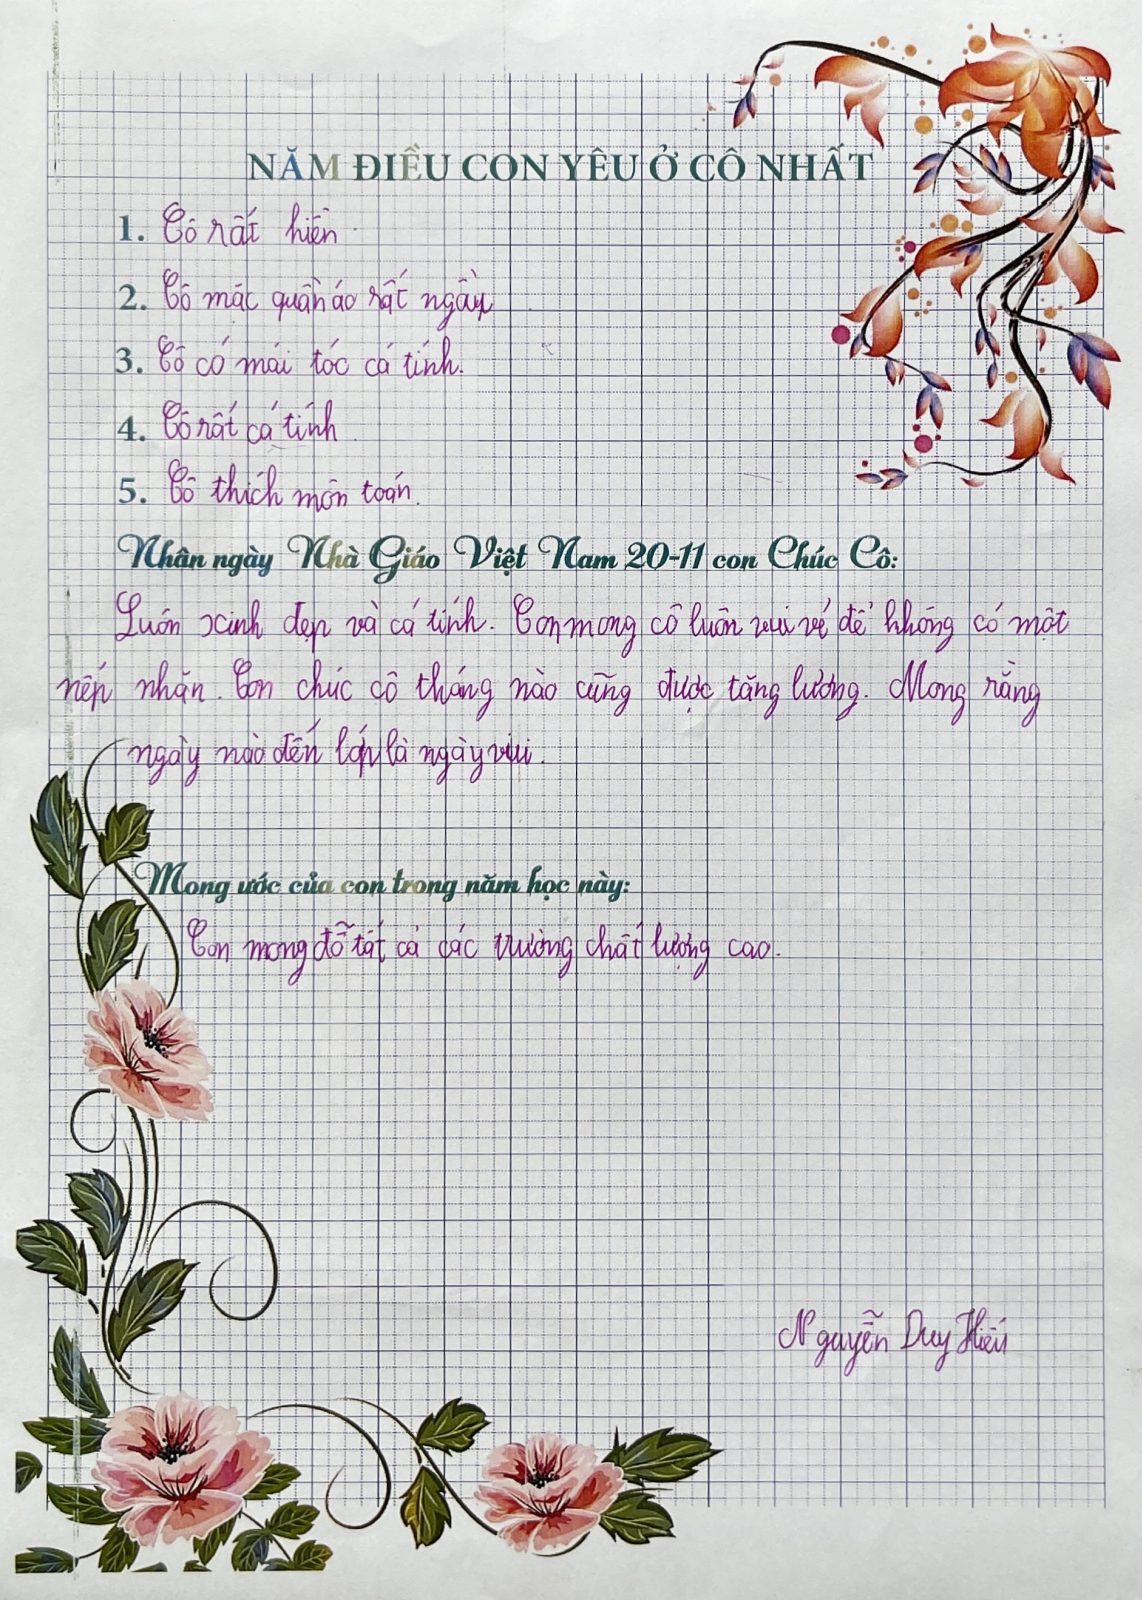 NĂM ĐIỀU CON YÊU Ở CÔ NHẤT
1. Cô rất hiền
2. Cô mặc quần áo rất ngầu
3. Cô có mái tóc cá tính.
4. Cô rất cá tính
5. Cô thích môn toán.
Nhân ngày Nhà Giáo Việt Nam 20-11 con Chúc Cô:
Luôn xinh đẹp và cá tính. Con mong cô luôn vui vẻ để không có một
nếp nhăn. Con chúc cô tháng nào cũng được tăng lương. Mong rằng
ngày nào đến lớp là ngày vui.
Mong ước của con trong năm học này:
Con mong đỗ tất cả các trường chất lượng cao.
Nguyễn Duy Hiếu